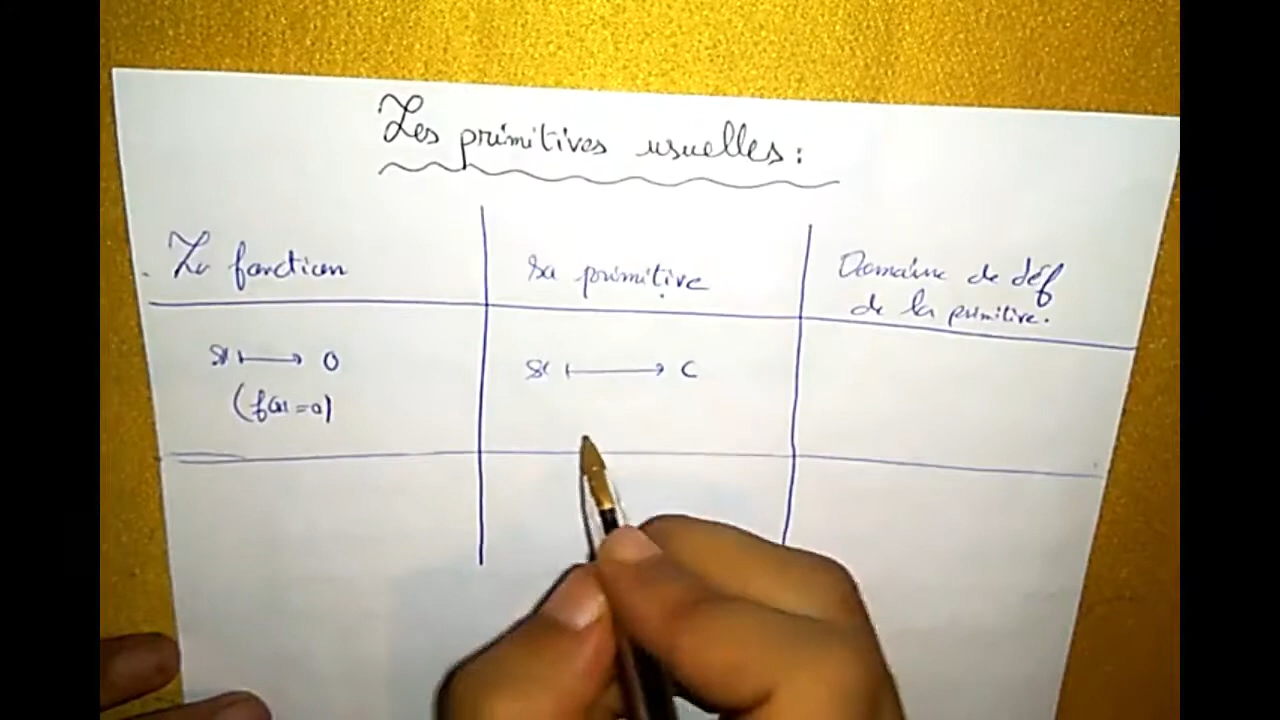 Les primitives usuelles :
La fonction
sa primitive
Domaine de déf
de la primitive.
x ⟼ 0
(f(x)=0)
x ⟼ c